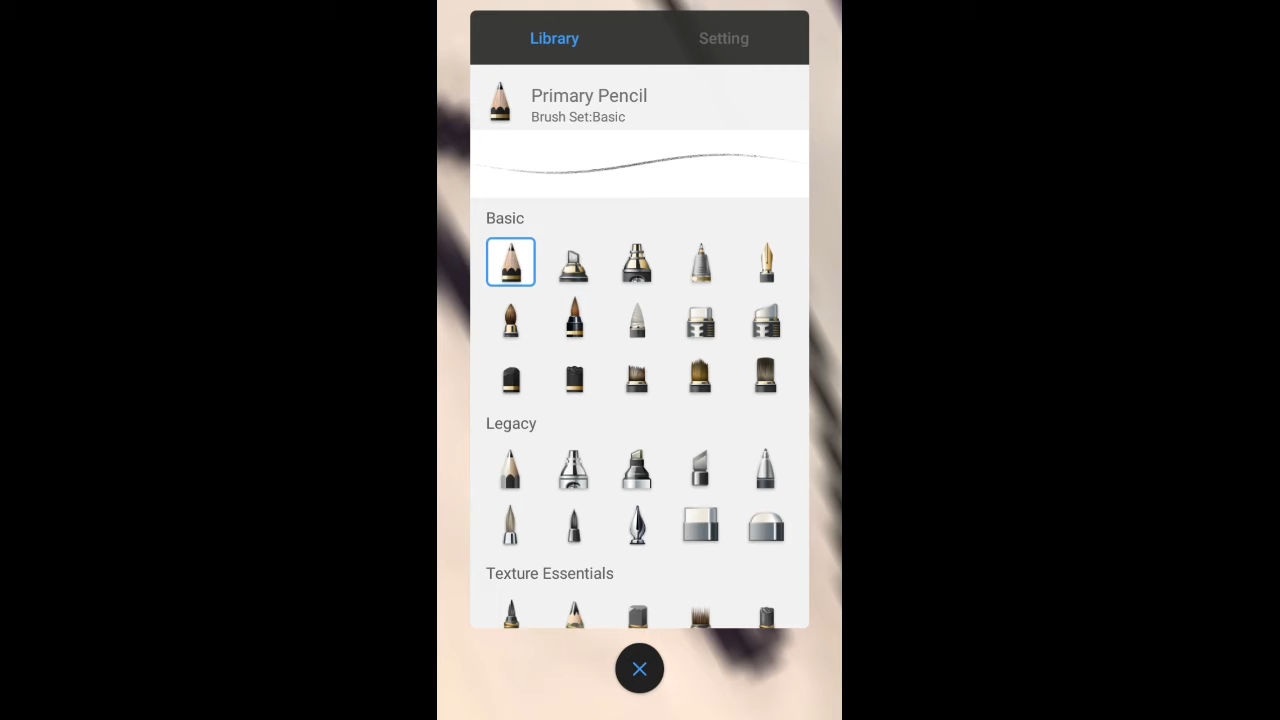 Library
Setting
Primary Pencil
Brush Set:Basic
Basic
Legacy
Texture Essentials